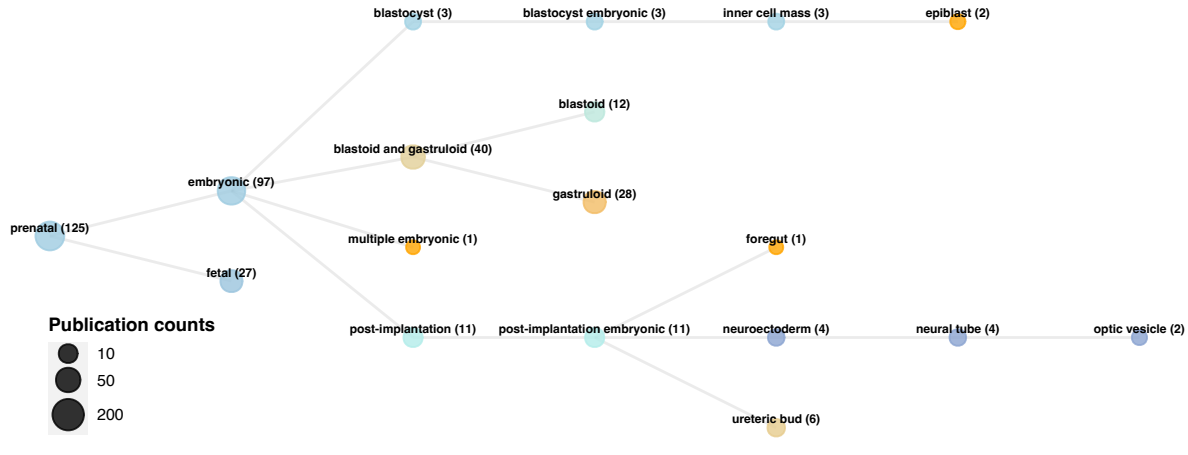 blastocyst (3)
blastocyst embryonic (3)
inner cell mass (3)
epiblast (2)
blastoid (12)
blastoid and gastruloid (40)
embryonic (97)
gastruloid (28)
prenatal (125)
multiple embryonic (1)
foregut (1)
fetal (27)
post-implantation (11)
post-implantation embryonic (11)
neuroectoderm (4)
neural tube (4)
optic vesicle (2)
ureteric bud (6)
Publication counts
10
50
200